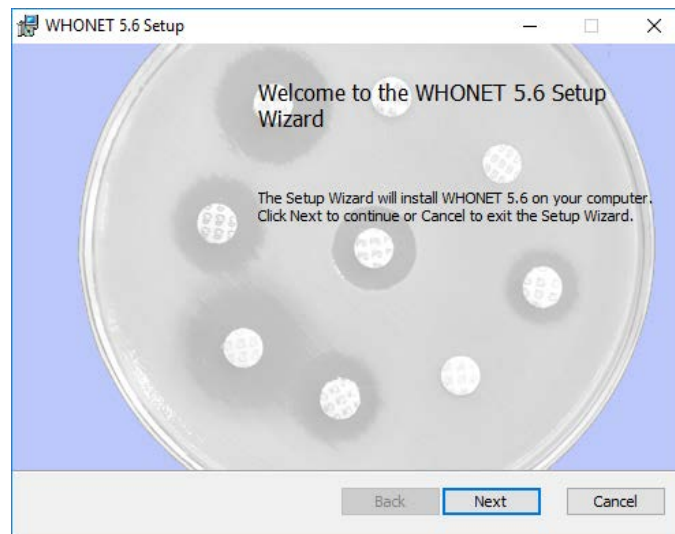 WHONET 5.6 Setup
Welcome to the WHONET 5.6 Setup
Wizard
The Setup Wizard will install WHONET 5.6 on your computer.
Click Next to continue or Cancel to exit the Setup Wizard.
Back Next Cancel